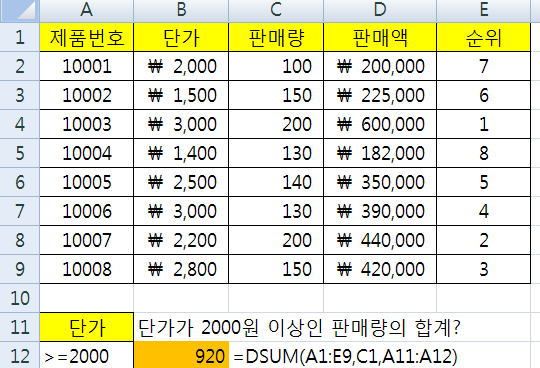 A B C D E
1 제품번호 단가 판매량 판매액 순위
2 10001 ₩ 2,000 100 ₩ 200,000 7
3 10002 ₩ 1,500 150 ₩ 225,000 6
4 10003 ₩ 3,000 200 ₩ 600,000 1
5 10004 ₩ 1,400 130 ₩ 182,000 8
6 10005 ₩ 2,500 140 ₩ 350,000 5
7 10006 ₩ 3,000 130 ₩ 390,000 4
8 10007 ₩ 2,200 200 ₩ 440,000 2
9 10008 ₩ 2,800 150 ₩ 420,000 3
10
11 단가 단가가 2000원 이상인 판매량의 합계?
12 >=2000 920 =DSUM(A1:E9,C1,A11:A12)